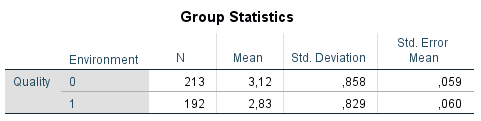 Group Statistics
Environment N Mean Std. Deviation Std. Error Mean
Quality 0 213 3,12 ,858 ,059
1 192 2,83 ,829 ,060